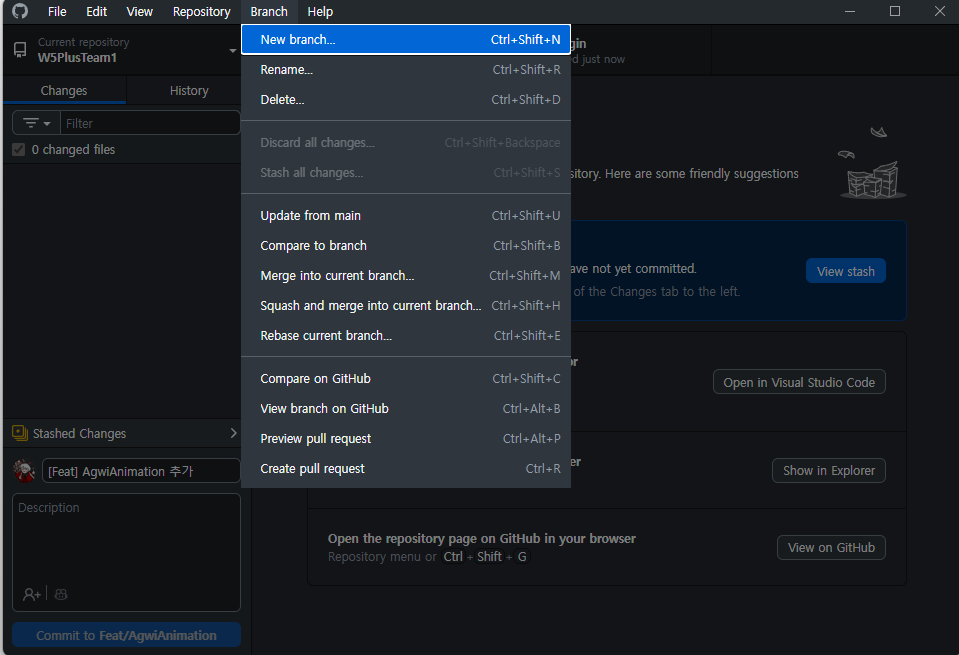 File Edit View Repository Branch Help
Current repository
W5PlusTeam1
gin
d just now
Changes History
Filter
0 changed files
New branch... Ctrl+Shift+N
Rename... Ctrl+Shift+R
Delete... Ctrl+Shift+D
Discard all changes... Ctrl+Shift+Backspace
Stash all changes... Ctrl+Shift+S
Update from main Ctrl+Shift+U
Compare to branch Ctrl+Shift+B
Merge into current branch... Ctrl+Shift+M
Squash and merge into current branch... Ctrl+Shift+H
Rebase current branch... Ctrl+Shift+E
Compare on GitHub Ctrl+Shift+C
View branch on GitHub Ctrl+Alt+B
Preview pull request Ctrl+Alt+P
Create pull request Ctrl+R
sitory. Here are some friendly suggestions
ave not yet committed.
of the Changes tab to the left.
View stash
or
Open in Visual Studio Code
er
Show in Explorer
Open the repository page on GitHub in your browser
Repository menu or Ctrl + Shift + G
View on GitHub
Stashed Changes
[Feat] AgwiAnimation 추가
Description
Commit to Feat/AgwiAnimation